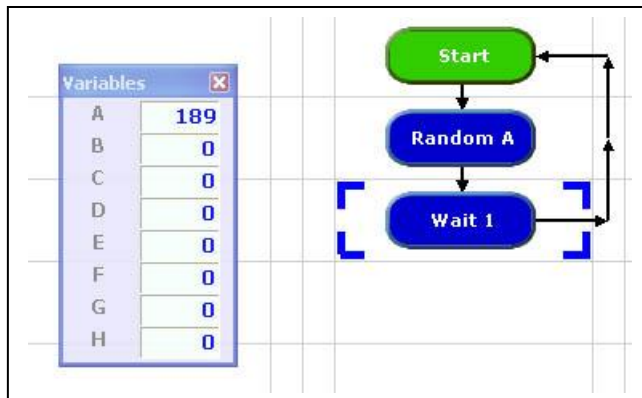 Variables
A 189
B 0
C 0
D 0
E 0
F 0
G 0
H 0
Start
Random A
Wait 1